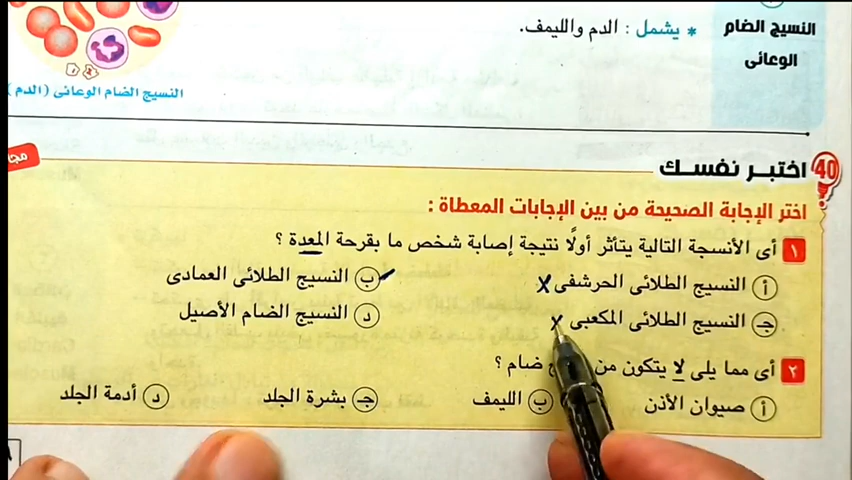 النسيج الضام
الوعائى
* يشمل : الدم والليمف.
النسيج الضام الوعائى (الدم)
40 اختبر نفسك
اختر الإجابة الصحيحة من بين الإجابات المعطاة :
١ أى الأنسجة التالية يتأثر أولًا نتيجة إصابة شخص ما بقرحة المعدة ؟
أ النسيج الطلائى الحرشفى x ب النسيج الطلائى العمادى
جـ النسيج الطلائى المكعبى x د النسيج الضام الأصيل
٢ أى مما يلى لا يتكون من ضام ؟
أ صيوان الأذن ب الليمف جـ بشرة الجلد د أدمة الجلد